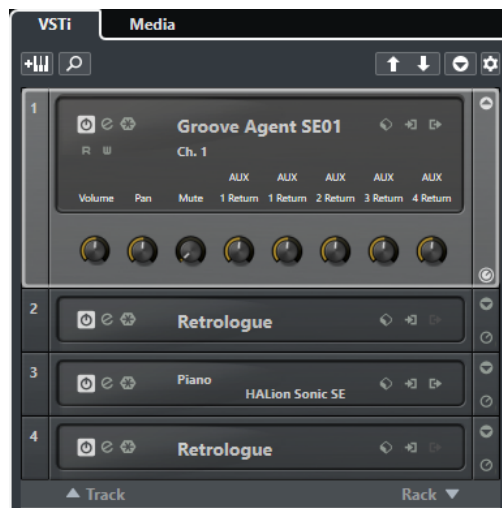 VSTi Media
1
Groove Agent SE01
R W
Ch. 1
AUX AUX AUX AUX AUX
Volume Pan Mute 1 Return 1 Return 2 Return 3 Return 4 Return
2
Retrologue
3
Piano
HALion Sonic SE
4
Retrologue
Track Rack